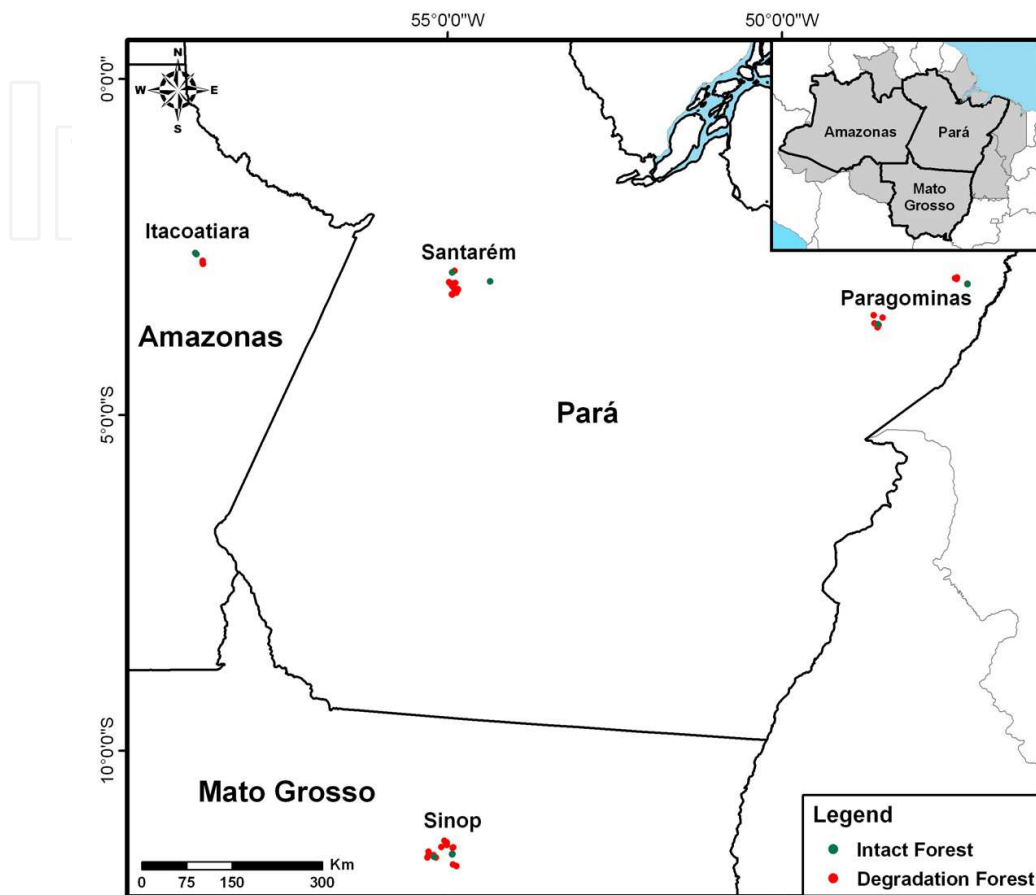 55°0'0"W
50°0'0"W
0°0'0"
N
W
E
S
Amazonas
Pará
Mato
Grosso
Itacoatiara
Santarém
Paragominas
Amazonas
Pará
5°0'0"S
10°0'0"S
Mato Grosso
Sinop
Legend
Intact Forest
Degradation Forest
Km
0 75 150 300